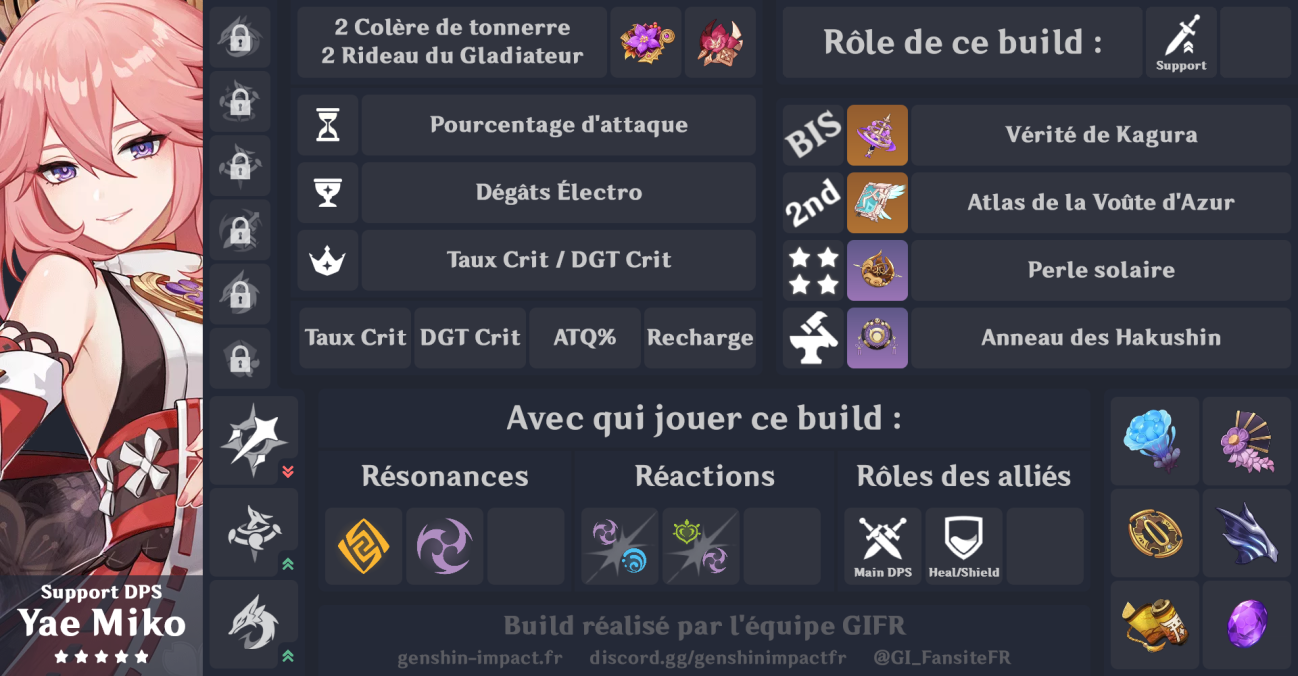 2 Colère de tonnerre
2 Rideau du Gladiateur
Rôle de ce build :
Support
Pourcentage d'attaque
Dégâts Électro
Taux Crit / DGT Crit
Taux Crit
DGT Crit
ATQ%
Recharge
BIS
Vérité de Kagura
2nd
Atlas de la Voûte d'Azur
Perle solaire
Anneau des Hakushin
Avec qui jouer ce build :
Résonances
Réactions
Rôles des alliés
Main DPS
Heal/Shield
Support DPS
Yae Miko
Build réalisé par l'équipe GIFR
genshin-impact.fr
discord.gg/genshinimpactfr
@GI_FansiteFR